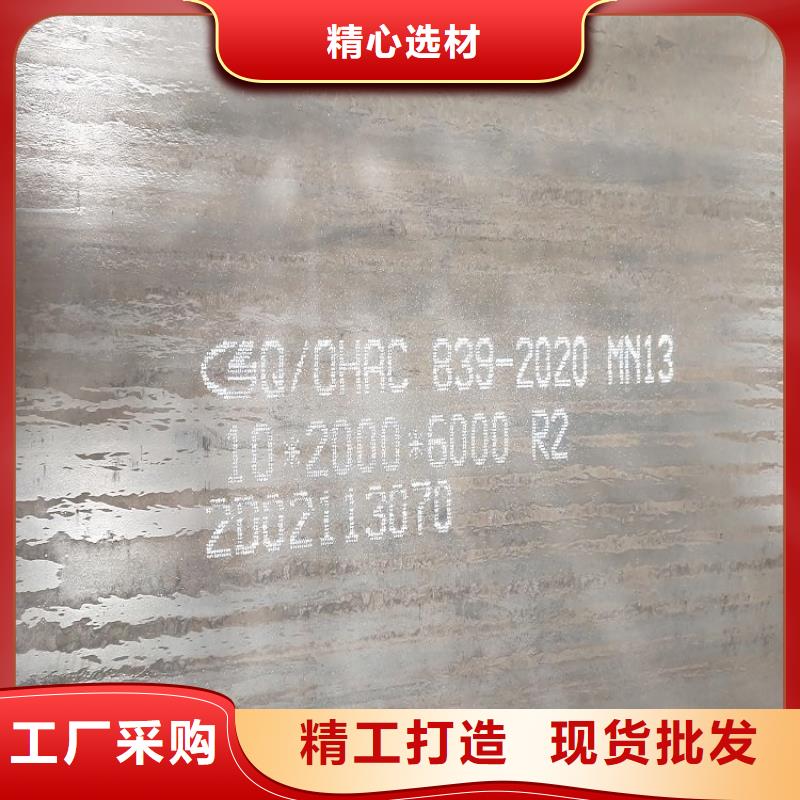 精心选材
Q/OHAC 839-2020 MN13
10*2000*6000 R2
2D02113070
工厂采购
精工打造 现货批发